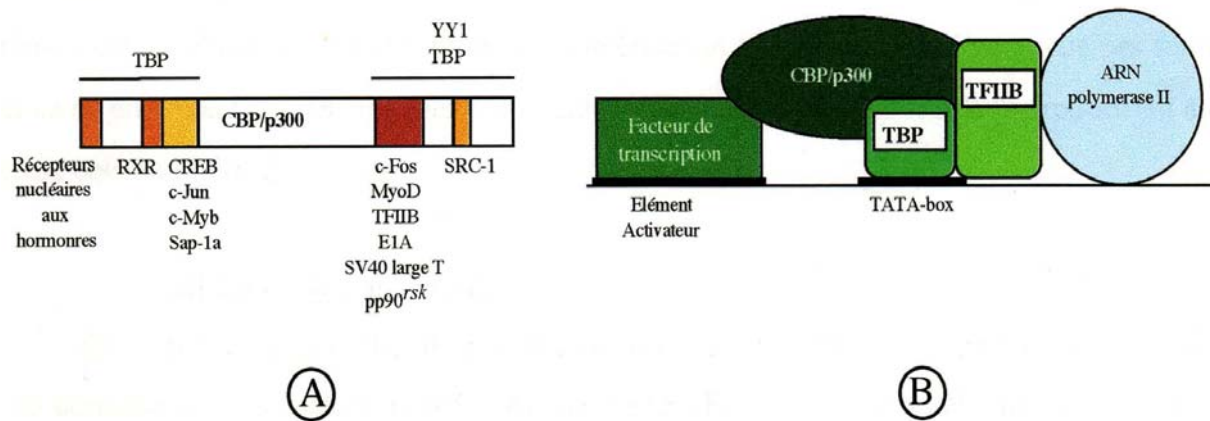 TBP
YY1
TBP
CBP/p300
Récepteurs
nucléaires
aux
hormonres
RXR
CREB
c-Jun
c-Myb
Sap-1a
c-Fos
MyoD
TFIIB
E1A
SV40 large T
pp90rsk
SRC-1
A
Facteur de
transcription
CBP/p300
TBP
TFIIB
ARN
polymerase II
Elément
Activateur
TATA-box
B